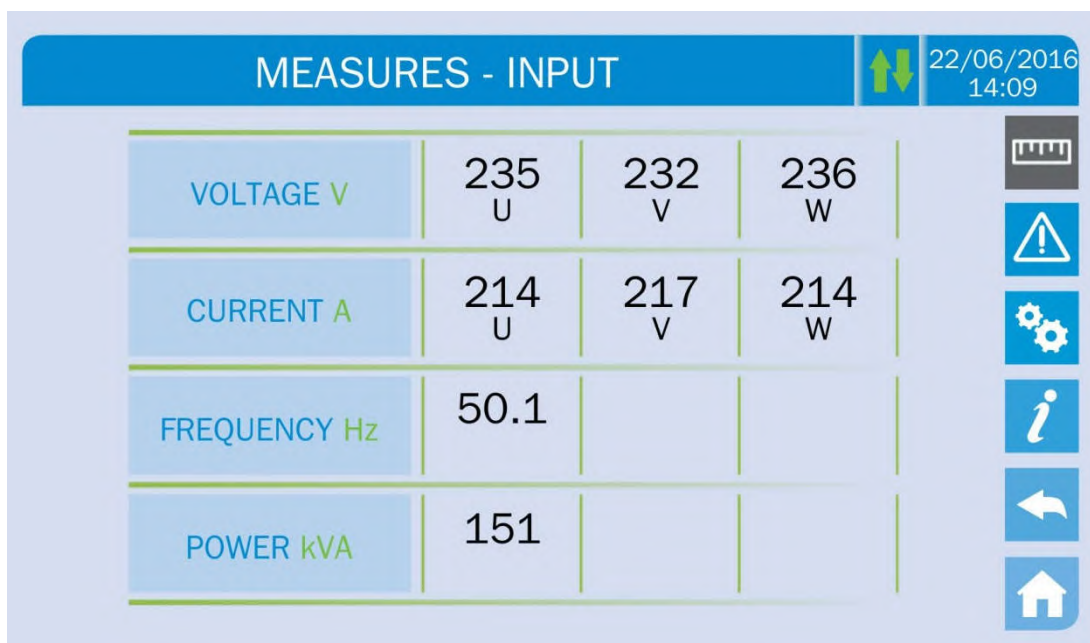 MEASURES - INPUT
22/06/2016
14:09
VOLTAGE V
235
U
232
V
236
W
CURRENT A
214
U
217
V
214
W
FREQUENCY Hz
50.1
POWER kVA
151
i